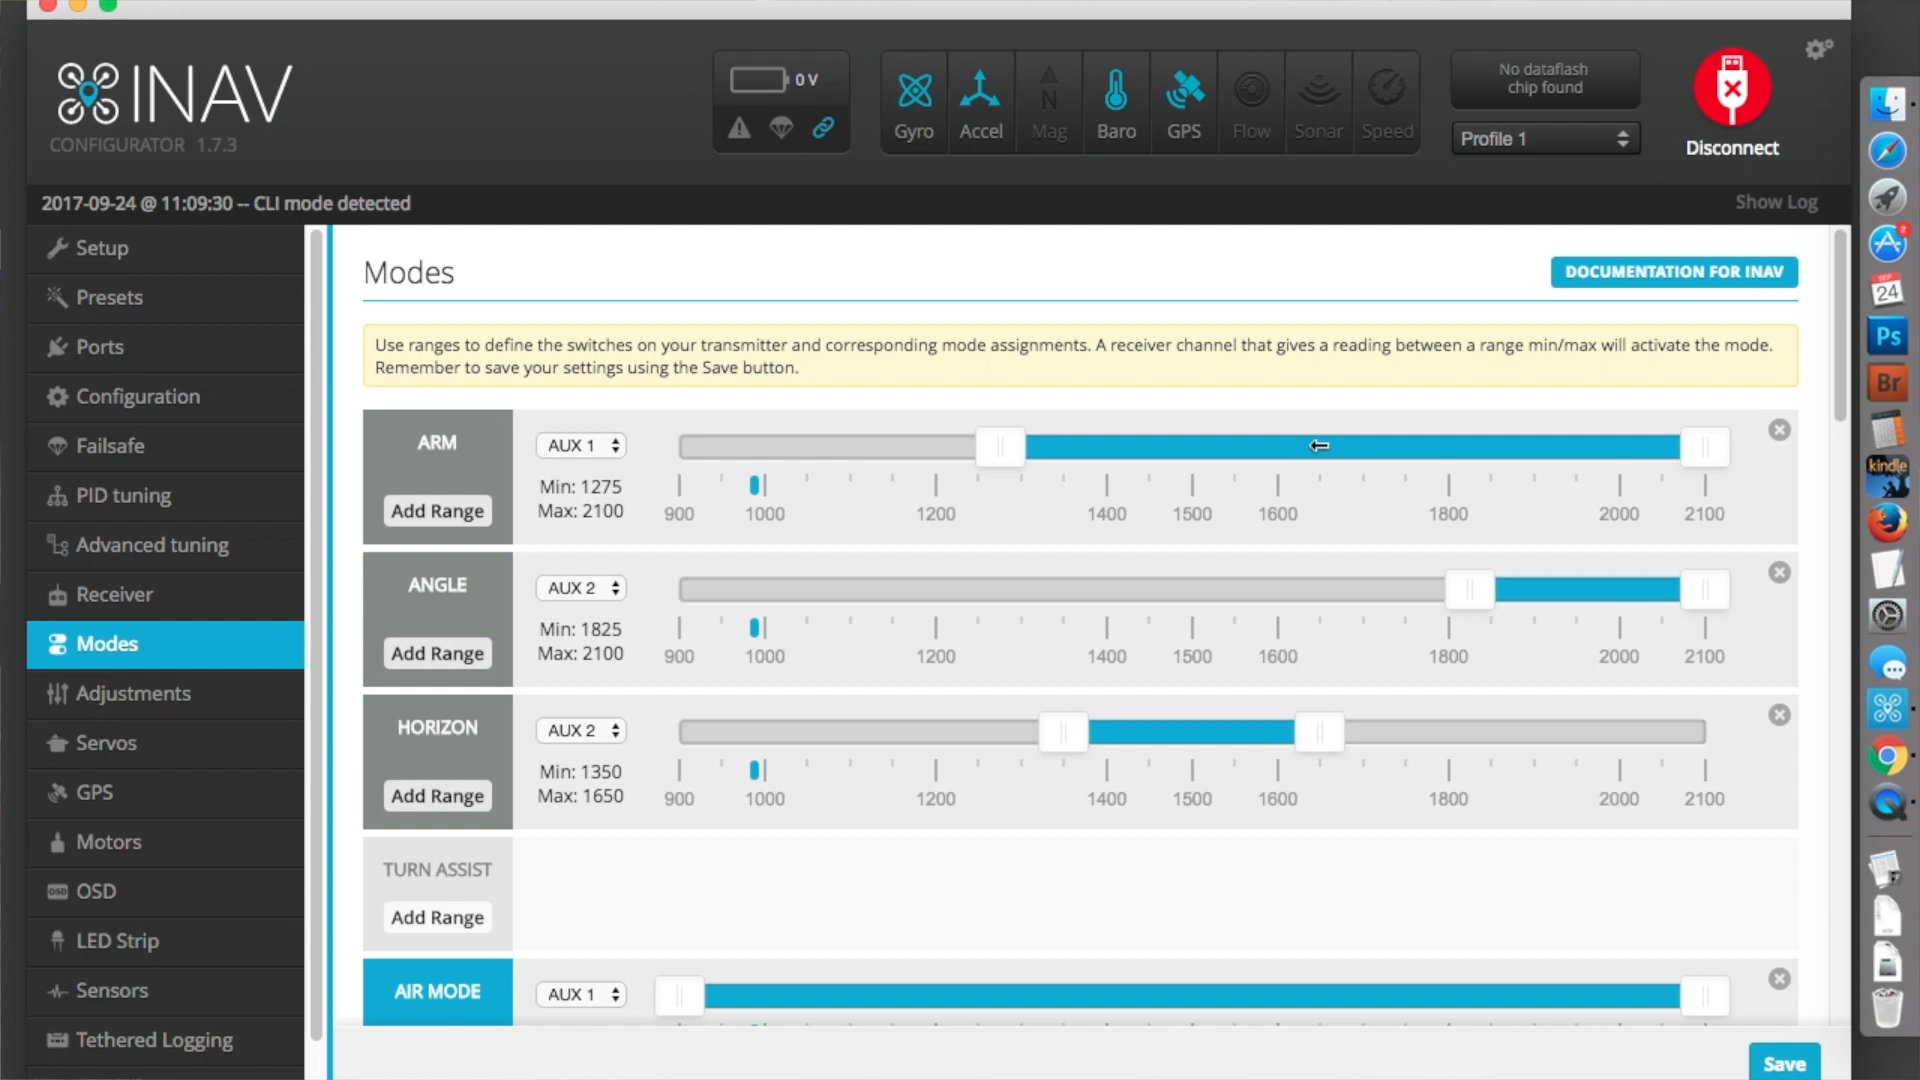 INAV
CONFIGURATOR 1.7.3
0 V
Gyro
Accel
N
Mag
Baro
GPS
Flow
Sonar
Speed
No dataflash
chip found
Profile 1
Disconnect
2017-09-24 @ 11:09:30 -- CLI mode detected
Show Log
Setup
Presets
Ports
Configuration
Failsafe
PID tuning
Advanced tuning
Receiver
Modes
Adjustments
Servos
GPS
Motors
OSD OSD
LED Strip
Sensors
Tethered Logging
Modes
DOCUMENTATION FOR INAV
Use ranges to define the switches on your transmitter and corresponding mode assignments. A receiver channel that gives a reading between a range min/max will activate the mode.
Remember to save your settings using the Save button.
ARM
Add Range
AUX 1
Min: 1275
Max: 2100
900 1000 1200 1400 1500 1600 1800 2000 2100
ANGLE
Add Range
AUX 2
Min: 1825
Max: 2100
900 1000 1200 1400 1500 1600 1800 2000 2100
HORIZON
Add Range
AUX 2
Min: 1350
Max: 1650
900 1000 1200 1400 1500 1600 1800 2000 2100
TURN ASSIST
Add Range
AIR MODE
AUX 1
Save
2
SEP
24
Ps
Br
kindle